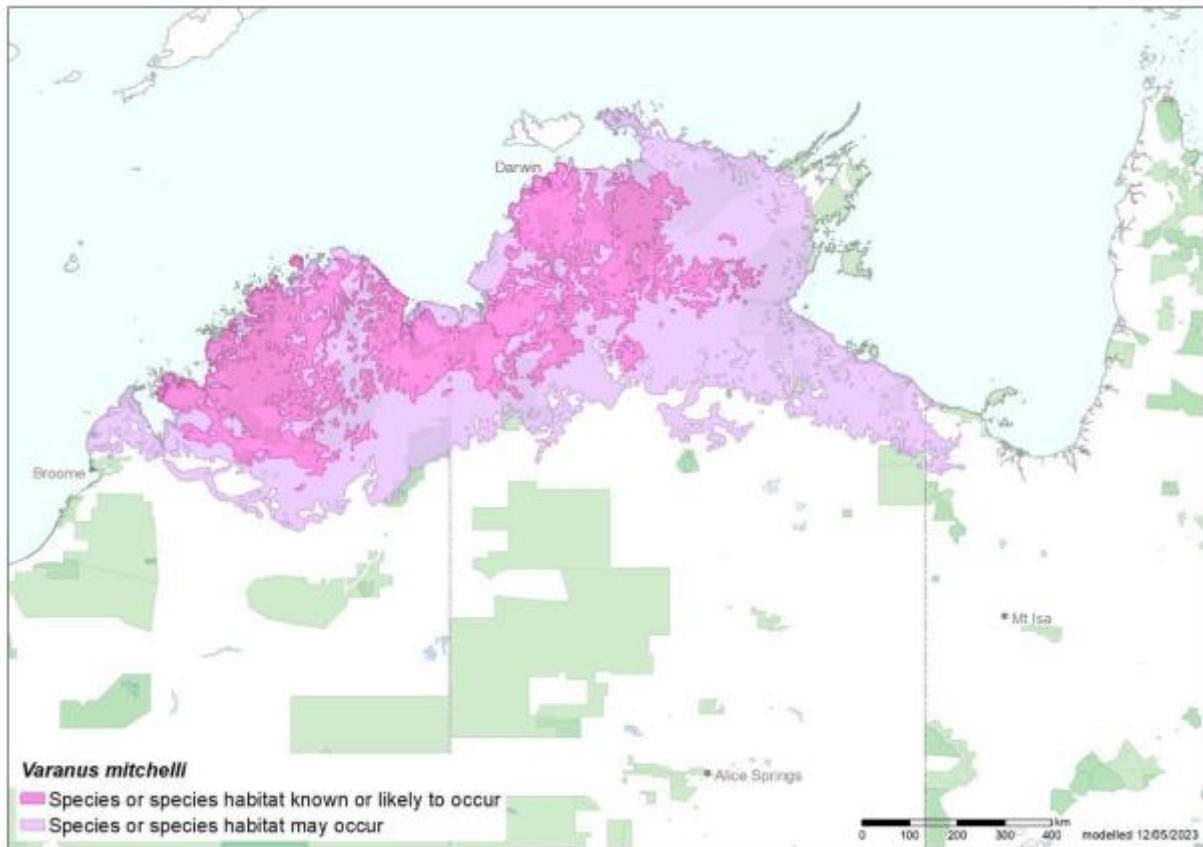 Darwin
Broome
Mt Isa
Alice Springs
Varanus mitchelli
Species or species habitat known or likely to occur
Species or species habitat may occur
km
0 100 200 300 400
modelled 12/05/2023